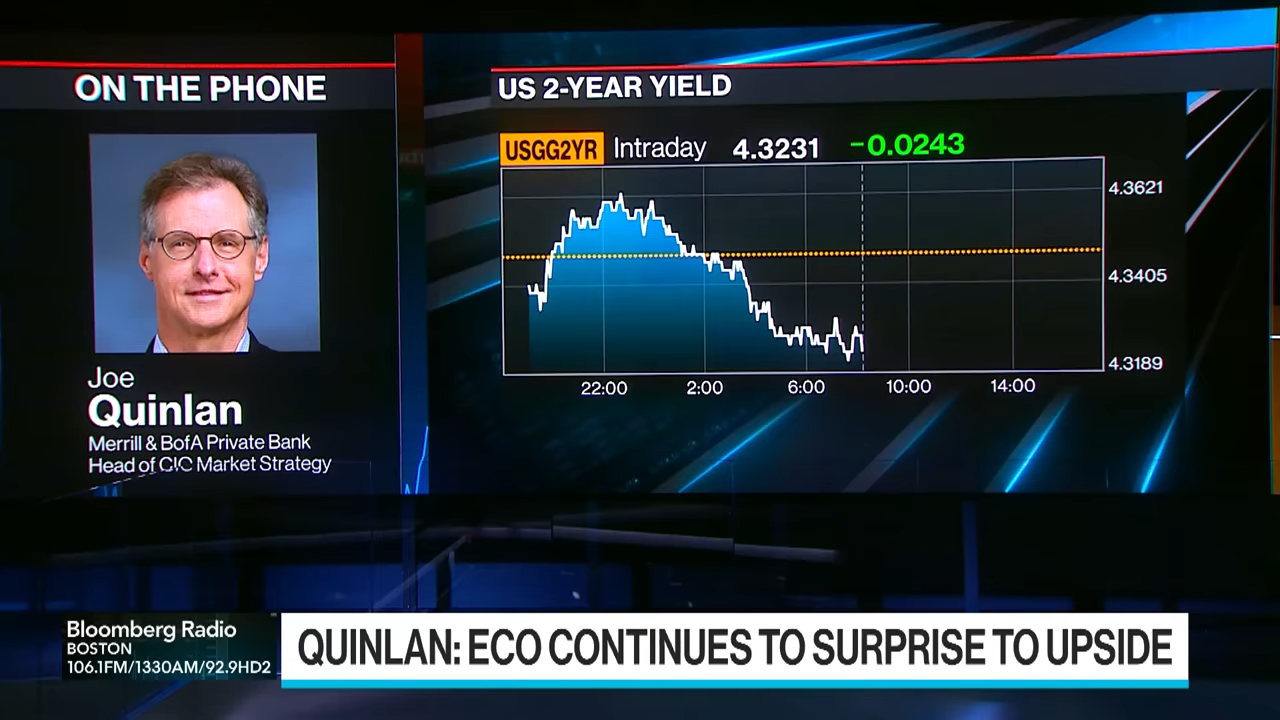 ON THE PHONE
Joe
Quinlan
Merrill & BofA Private Bank
Head of CIC Market Strategy
US 2-YEAR YIELD
USGG2YR Intraday 4.3231 -0.0243
4.3621
4.3405
4.3189
22:00 2:00 6:00 10:00 14:00
Bloomberg Radio
BOSTON
106.1FM/1330AM/92.9HD2
QUINLAN: ECO CONTINUES TO SURPRISE TO UPSIDE